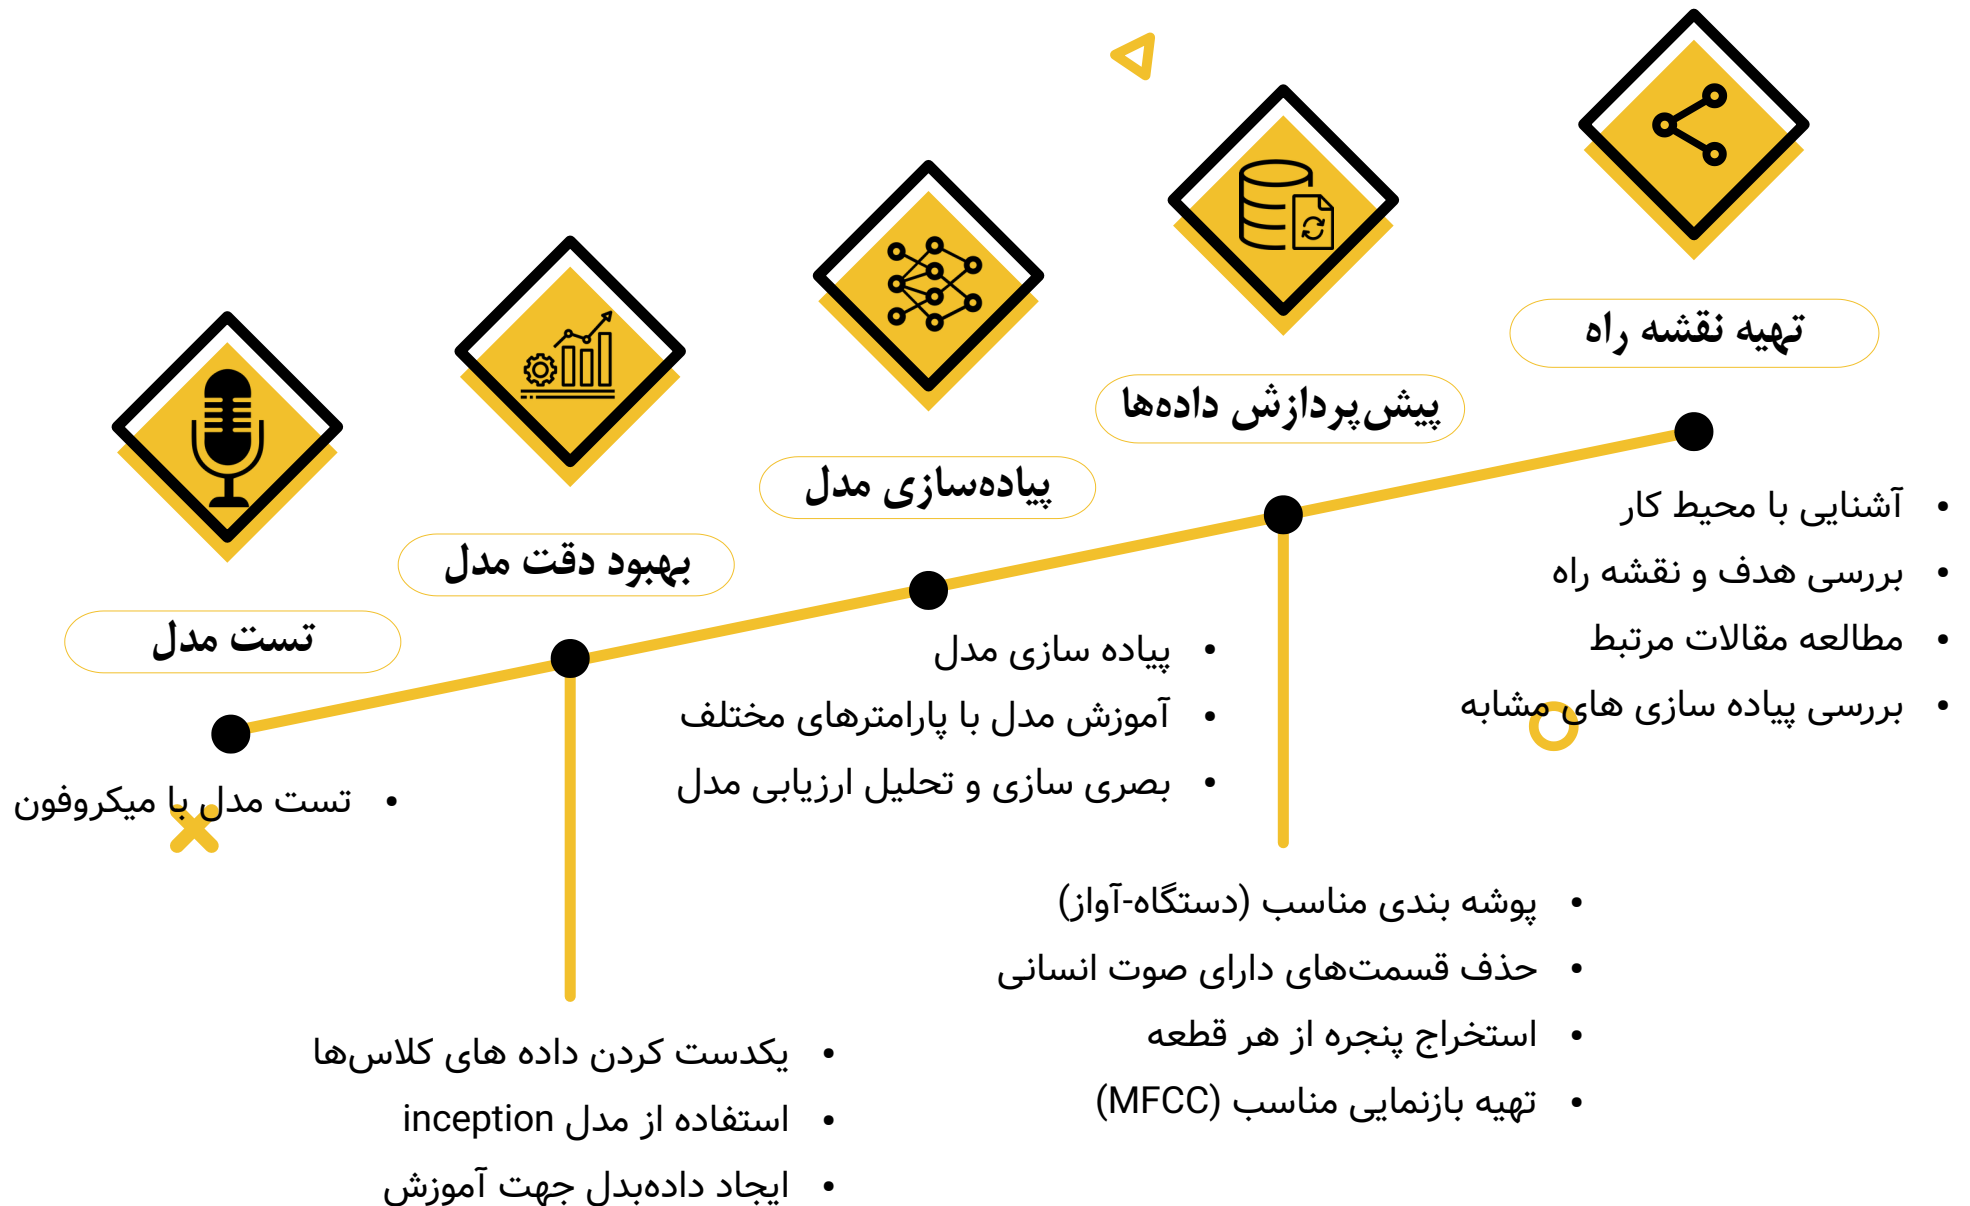 تهیه نقشه راه
آشنایی با محیط کار
بررسی هدف و نقشه راه
مطالعه مقالات مرتبط
بررسی پیاده سازی های مشابه
پیش‌پردازش داده‌ها
پوشه بندی مناسب (دستگاه-آواز)
حذف قسمت‌های دارای صوت انسانی
استخراج پنجره از هر قطعه
تهیه بازنمایی مناسب (MFCC)
پیاده‌سازی مدل
پیاده سازی مدل
آموزش مدل با پارامترهای مختلف
بصری سازی و تحلیل ارزیابی مدل
بهبود دقت مدل
یکدست کردن داده های کلاس‌ها
استفاده از مدل inception
ایجاد داده‌بدل جهت آموزش
تست مدل
تست مدل با میکروفون